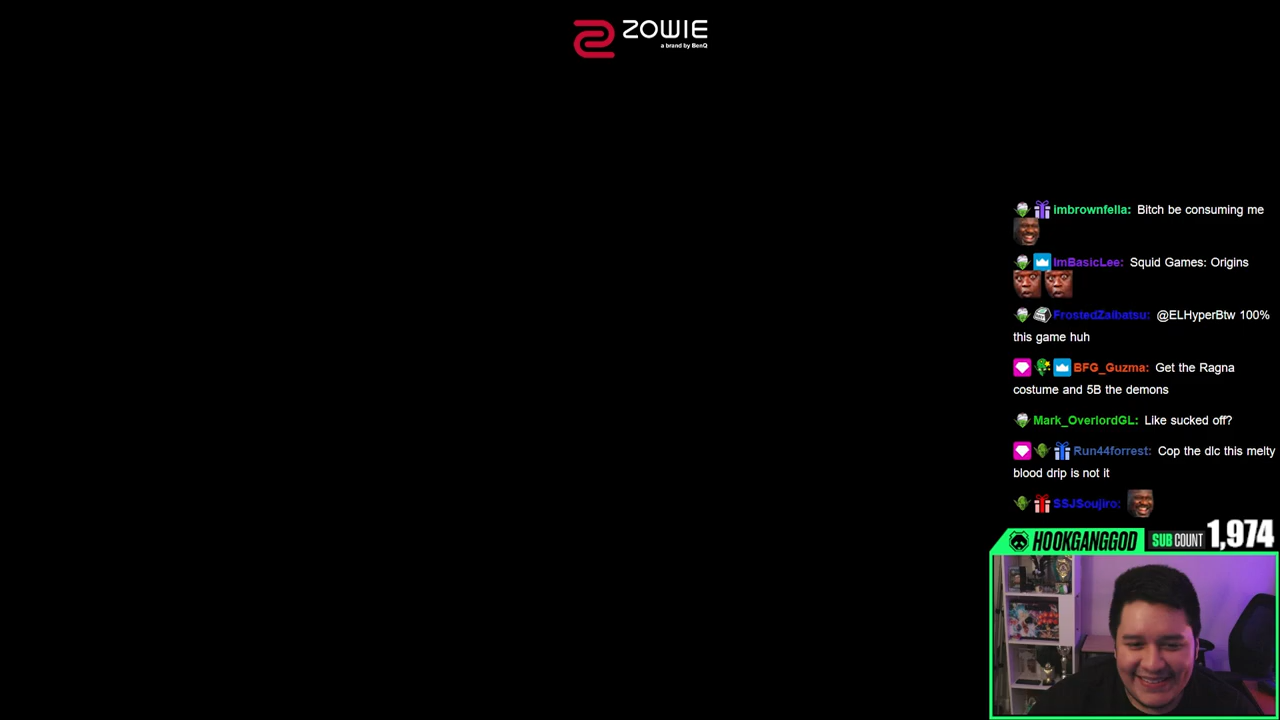 ZOWIE
a brand by BenQ
imbrownfella: Bitch be consuming me
ImBasicLee: Squid Games: Origins
FrostedZaibatsu: @ELHyperBtw 100%
this game huh
BFG_Guzma: Get the Ragna
costume and 5B the demons
Mark_OverlordGL: Like sucked off?
Run44forrest: Cop the dlc this melty
blood drip is not it
SSJSoujiro:
HOOKGANGGOD SUB COUNT 1,974